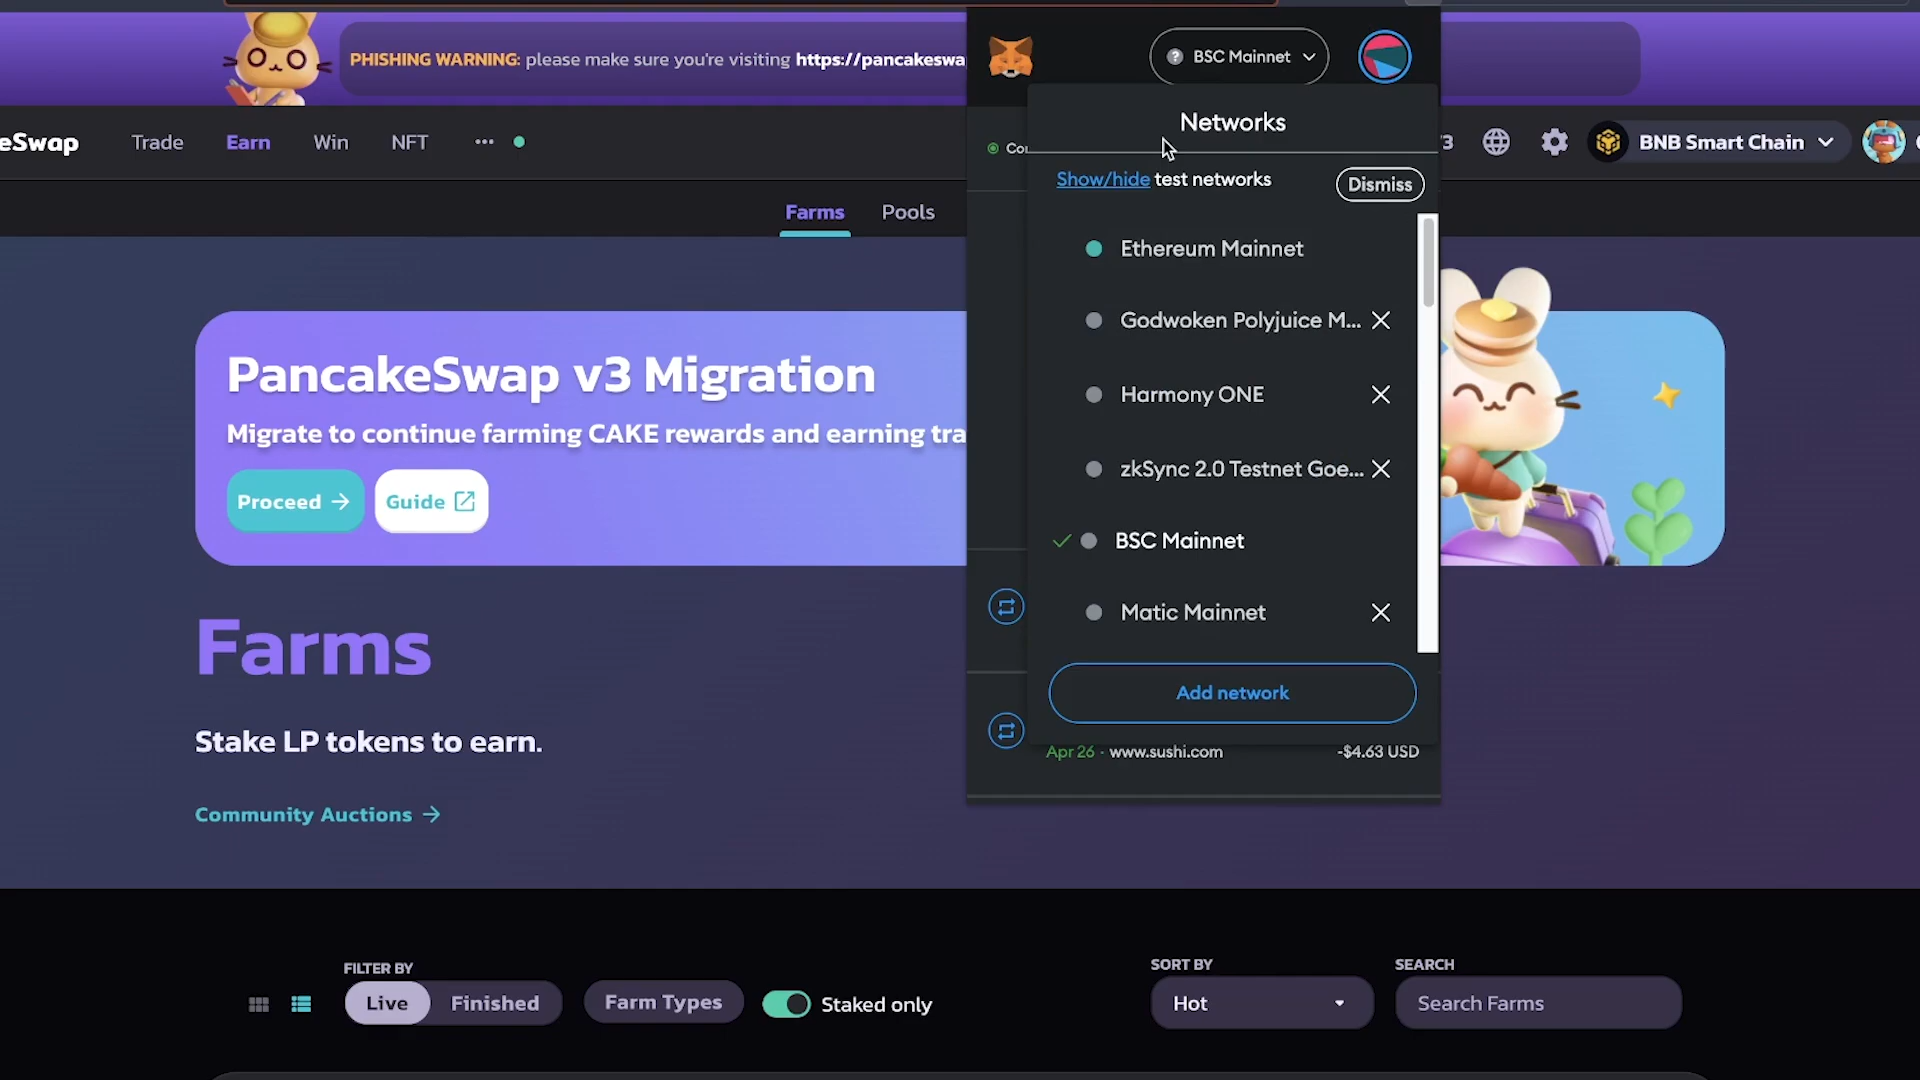 PHISHING WARNING: please make sure you're visiting https://pancakeswa
BSC Mainnet
eSwap
Trade
Earn
Win
NFT
3
BNB Smart Chain
Farms
Pools
Networks
Show/hide test networks
Dismiss
Ethereum Mainnet
Godwoken Polyjuice M...
Harmony ONE
zkSync 2.0 Testnet Goe...
BSC Mainnet
Matic Mainnet
Add network
Apr 26 · www.sushi.com
-$4.63 USD
PancakeSwap v3 Migration
Migrate to continue farming CAKE rewards and earning tra
Proceed →
Guide
Farms
Stake LP tokens to earn.
Community Auctions →
FILTER BY
Live
Finished
Farm Types
Staked only
SORT BY
Hot
SEARCH
Search Farms